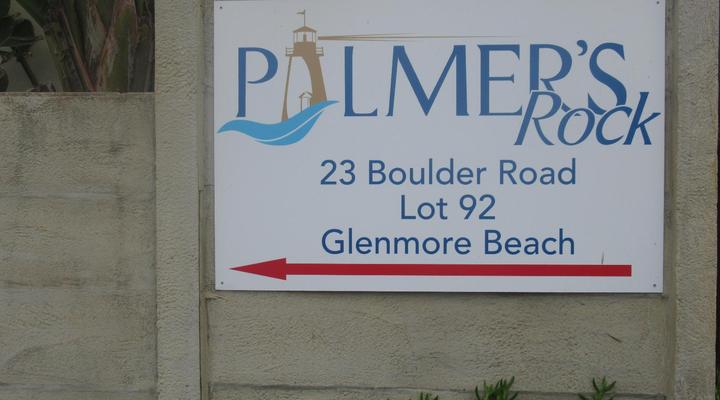 PALMER'S
Rock
23 Boulder Road
Lot 92
Glenmore Beach